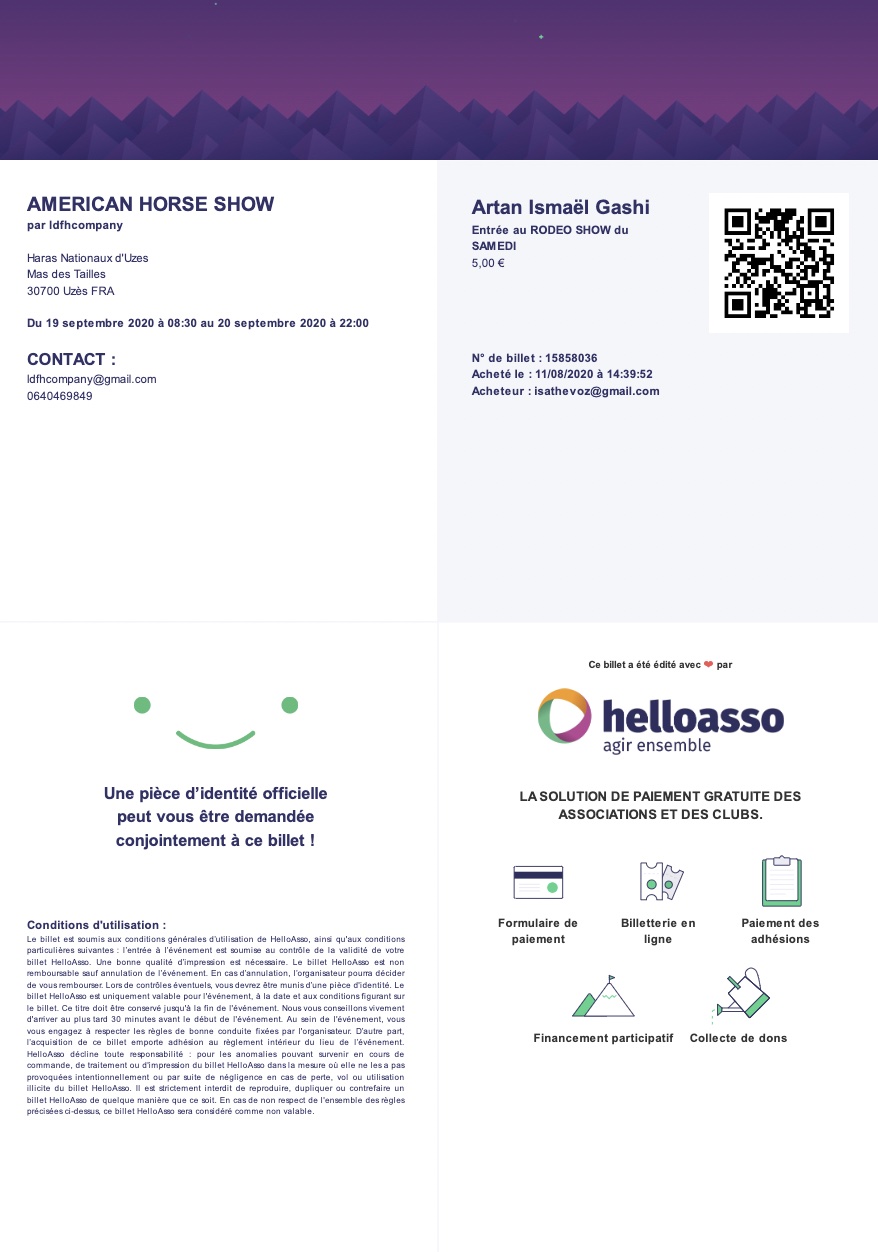 AMERICAN HORSE SHOW
par ldfhcompany
Haras Nationaux d'Uzes
Mas des Tailles
30700 Uzès FRA
Du 19 septembre 2020 à 08:30 au 20 septembre 2020 à 22:00
CONTACT :
ldfhcompany@gmail.com
0640469849
Artan Ismaël Gashi
Entrée au RODEO SHOW du
SAMEDI
5,00 €
N° de billet : 15858036
Acheté le : 11/08/2020 à 14:39:52
Acheteur : isathevoz@gmail.com
Une pièce d'identité officielle
peut vous être demandée
conjointement à ce billet !
Conditions d'utilisation :
Le billet est soumis aux conditions générales d'utilisation de HelloAsso, ainsi qu'aux conditions
particulières suivantes : l'entrée à l'événement est soumise au contrôle de la validité de votre
billet HelloAsso. Une bonne qualité d'impression est nécessaire. Le billet HelloAsso est non
remboursable sauf annulation de l'événement. En cas d'annulation, l'organisateur pourra décider
de vous rembourser. Lors de contrôles éventuels, vous devrez être munis d'une pièce d'identité. Le
billet HelloAsso est uniquement valable pour l'événement, à la date et aux conditions figurant sur
le billet. Ce titre doit être conservé jusqu'à la fin de l'événement. Nous vous conseillons vivement
d'arriver au plus tard 30 minutes avant le début de l'événement. Au sein de l'événement, vous
vous engagez à respecter les règles de bonne conduite fixées par l'organisateur. D'autre part,
l'acquisition de ce billet emporte adhésion au règlement intérieur du lieu de l'événement.
HelloAsso décline toute responsabilité : pour les anomalies pouvant survenir en cours de
commande, de traitement ou d'impression du billet HelloAsso dans la mesure où elle ne les a pas
provoquées intentionnellement ou par suite de négligence en cas de perte, vol ou utilisation
illicite du billet HelloAsso. Il est strictement interdit de reproduire, dupliquer ou contrefaire un
billet HelloAsso de quelque manière que ce soit. En cas de non respect de l'ensemble des règles
précisées ci-dessus, ce billet HelloAsso sera considéré comme non valable.
Ce billet a été édité avec ❤ par
helloasso
agir ensemble
LA SOLUTION DE PAIEMENT GRATUITE DES
ASSOCIATIONS ET DES CLUBS.
Formulaire de
paiement
Billetterie en
ligne
Paiement des
adhésions
Financement participatif
Collecte de dons